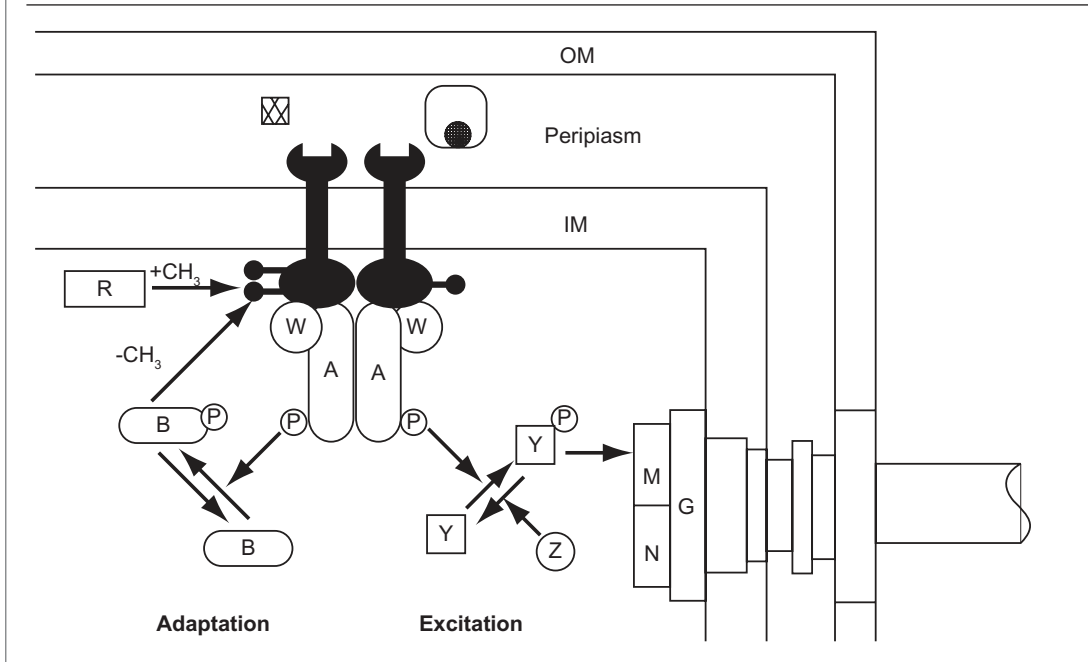 OM
Peripiasm
IM
R
+CH₃
W
W
-CH₃
A
A
B
P
P
P
P
Y
M
G
Y
N
B
Z
Adaptation
Excitation